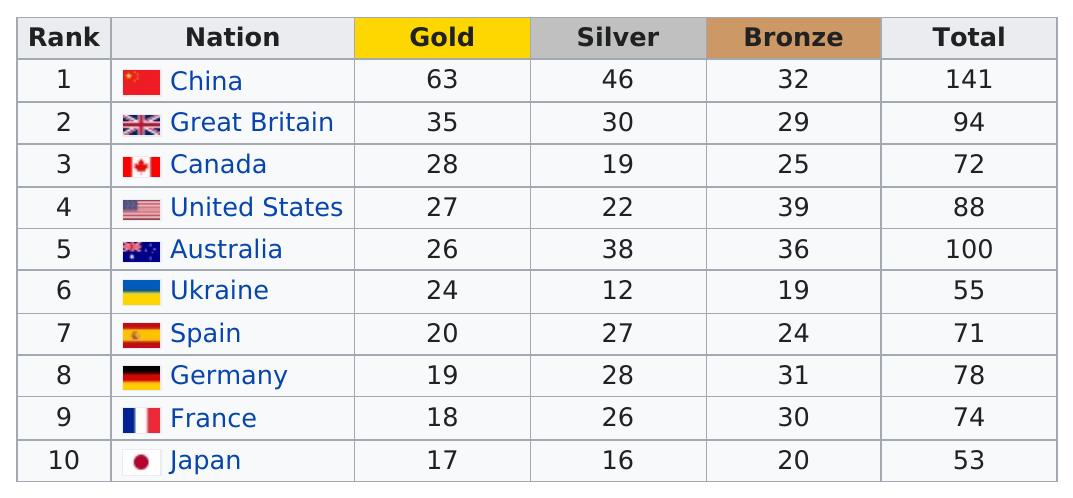 Rank Nation Gold Silver Bronze Total
1 China 63 46 32 141
2 Great Britain 35 30 29 94
3 Canada 28 19 25 72
4 United States 27 22 39 88
5 Australia 26 38 36 100
6 Ukraine 24 12 19 55
7 Spain 20 27 24 71
8 Germany 19 28 31 78
9 France 18 26 30 74
10 Japan 17 16 20 53